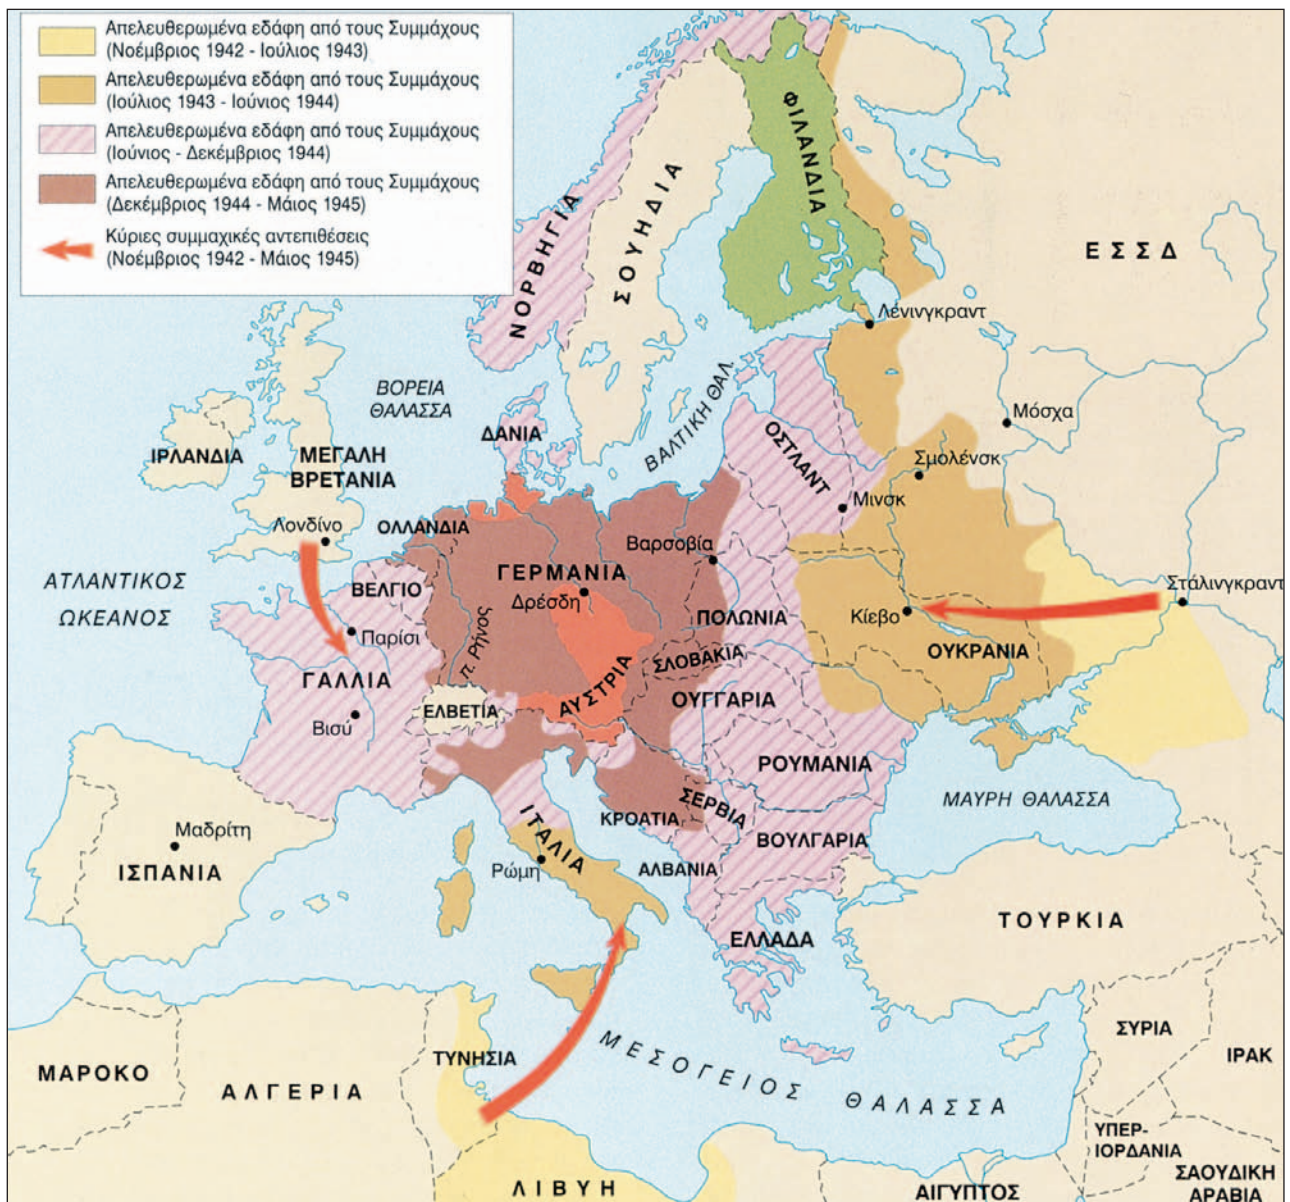 Απελευθερωμένα εδάφη από τους Συμμάχους
(Νοέμβριος 1942 - Ιούλιος 1943)
Απελευθερωμένα εδάφη από τους Συμμάχους
(Ιούλιος 1943 - Ιούνιος 1944)
Απελευθερωμένα εδάφη από τους Συμμάχους
(Ιούνιος - Δεκέμβριος 1944)
Απελευθερωμένα εδάφη από τους Συμμάχους
(Δεκέμβριος 1944 - Μάιος 1945)
Κύριες συμμαχικές αντεπιθέσεις
(Νοέμβριος 1942 - Μάιος 1945)
ΦΙΛΑΝΔΙΑ
ΝΟΡΒΗΓΙΑ
ΣΟΥΗΔΙΑ
ΕΣΣΔ
Λένινγκραντ
ΒΟΡΕΙΑ
ΘΑΛΑΣΣΑ
ΒΑΛΤΙΚΗ ΘΑΛ.
Μόσχα
ΔΑΝΙΑ
ΟΣΤΛΑΝΤ
ΙΡΛΑΝΔΙΑ
ΜΕΓΑΛΗ
ΒΡΕΤΑΝΙΑ
Σμολένσκ
Μινσκ
Λονδίνο
ΟΛΛΑΝΔΙΑ
Βαρσοβία
ΑΤΛΑΝΤΙΚΟΣ
ΩΚΕΑΝΟΣ
ΒΕΛΓΙΟ
ΓΕΡΜΑΝΙΑ
Δρέσδη
Στάλινγκραντ
ΠΟΛΩΝΙΑ
Κίεβο
Παρίσι
π. Ρήνος
ΟΥΚΡΑΝΙΑ
ΣΛΟΒΑΚΙΑ
ΓΑΛΛΙΑ
ΑΥΣΤΡΙΑ
ΟΥΓΓΑΡΙΑ
ΕΛΒΕΤΙΑ
Βισύ
ΡΟΥΜΑΝΙΑ
ΜΑΥΡΗ ΘΑΛΑΣΣΑ
ΣΕΡΒΙΑ
ΚΡΟΑΤΙΑ
Μαδρίτη
ΙΣΠΑΝΙΑ
ΙΤΑΛΙΑ
ΒΟΥΛΓΑΡΙΑ
Ρώμη
ΑΛΒΑΝΙΑ
ΤΟΥΡΚΙΑ
ΕΛΛΑΔΑ
ΜΕΣΟΓΕΙΟΣ ΘΑΛΑΣΣΑ
ΣΥΡΙΑ
ΙΡΑΚ
ΜΑΡΟΚΟ
ΑΛΓΕΡΙΑ
ΤΥΝΗΣΙΑ
ΥΠΕΡ-
ΙΟΡΔΑΝΙΑ
ΛΙΒΥΗ
ΑΙΓΥΠΤΟΣ
ΣΑΟΥΔΙΚΗ
ΑΡΑΒΙΑ